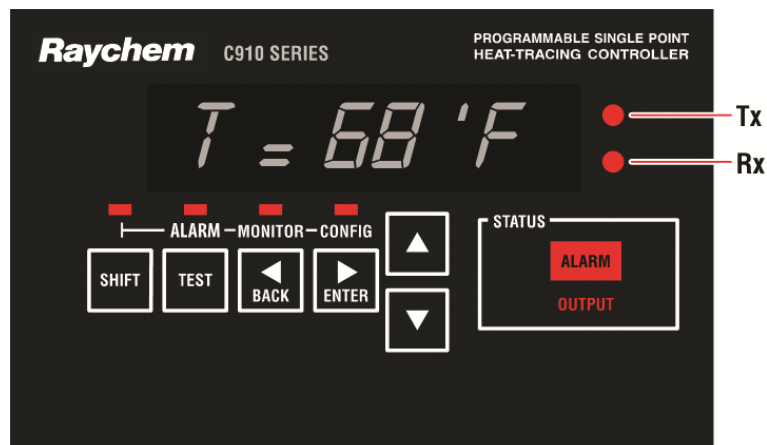 Raychem C910 SERIES
PROGRAMMABLE SINGLE POINT
HEAT-TRACING CONTROLLER
T = 68 'F
Tx
Rx
ALARM MONITOR CONFIG
SHIFT
TEST
BACK
ENTER
STATUS
ALARM
OUTPUT